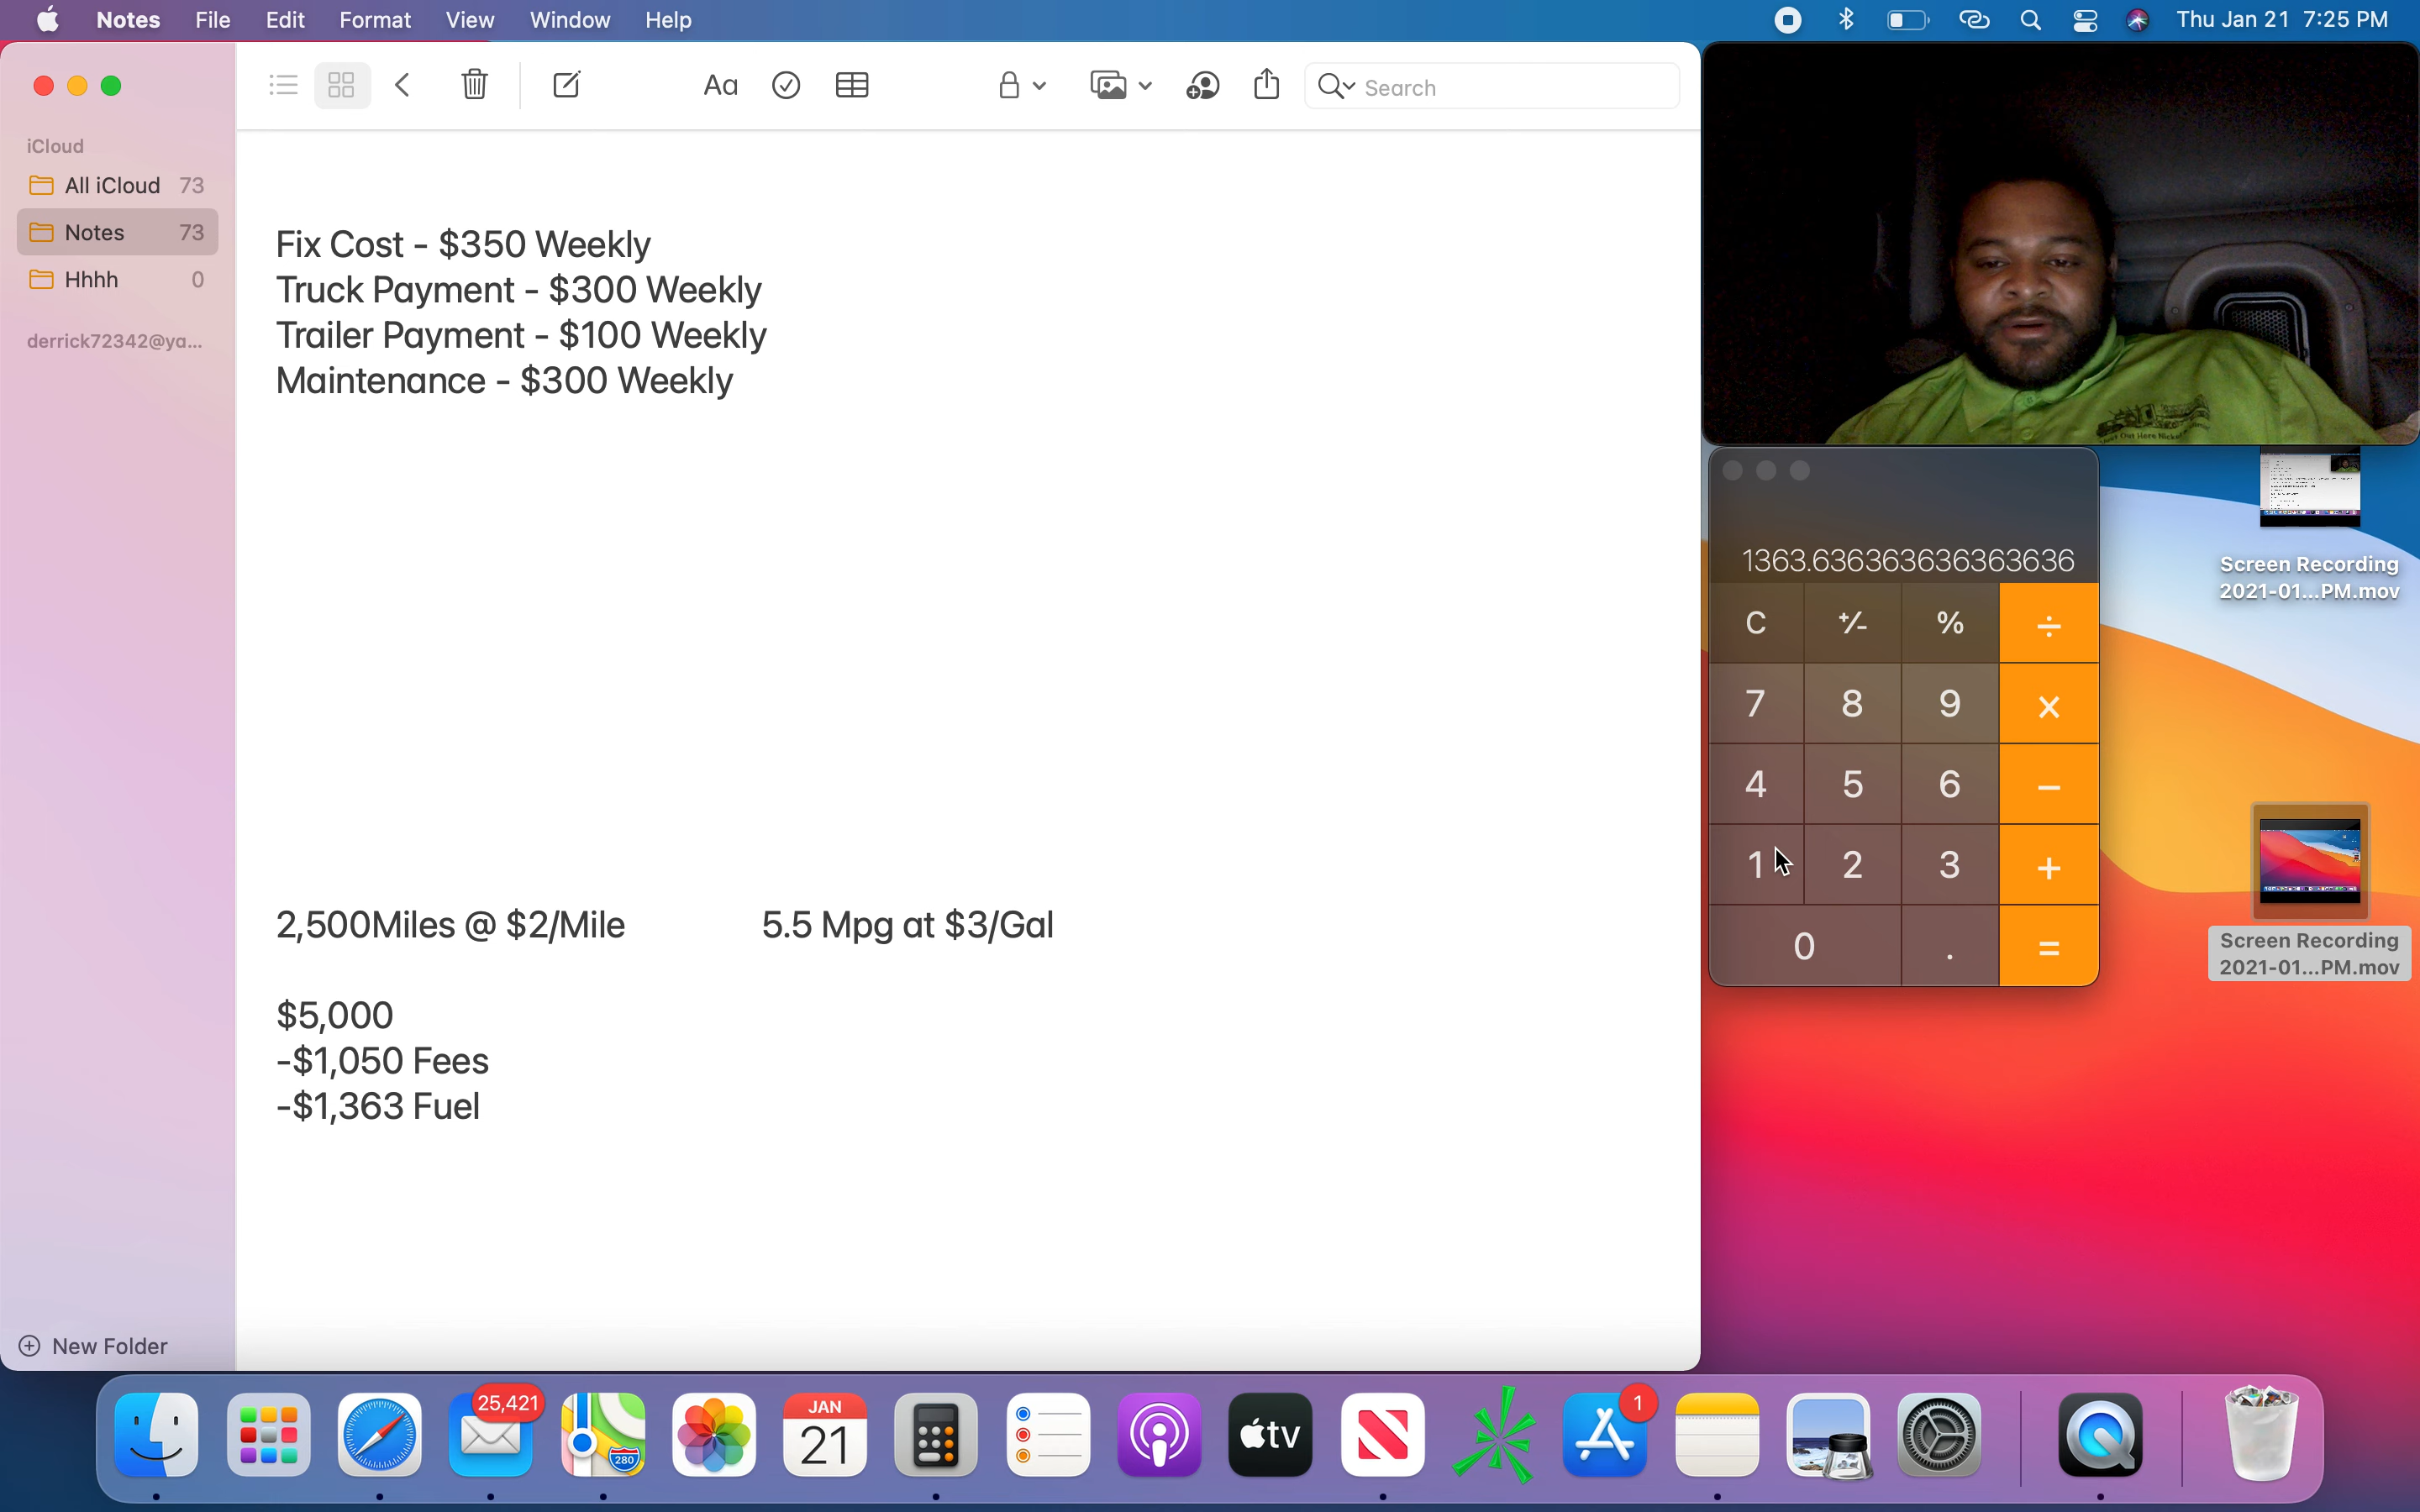 Notes File Edit Format View Window Help
Thu Jan 21 7:25 PM
Aa
Search
iCloud
All iCloud 73
Notes 73
Hhhh 0
derrick72342@ya...
Fix Cost - $350 Weekly
Truck Payment - $300 Weekly
Trailer Payment - $100 Weekly
Maintenance - $300 Weekly
2,500Miles @ $2/Mile 5.5 Mpg at $3/Gal
$5,000
-$1,050 Fees
-$1,363 Fuel
New Folder
1363.636363636363636
C +/- % ÷
7 8 9 ×
4 5 6 −
1 2 3 +
0 . =
Screen Recording
2021-01...PM.mov
Screen Recording
2021-01...PM.mov
25,421
280
JAN
21
tv
1